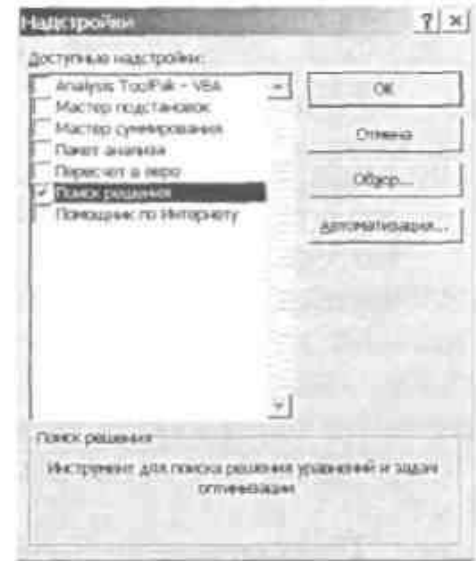 Надстройки
Доступные надстройки:
Analysis ToolPak - VBA
Мастер подстановок
Мастер суммирования
Пакет анализа
Пересчет в евро
Поиск решения
Помощник по Интернету
OK
Отмена
Обзор...
Автоматизация...
Поиск решения
Инструмент для поиска решения уравнений и задач
оптимизации